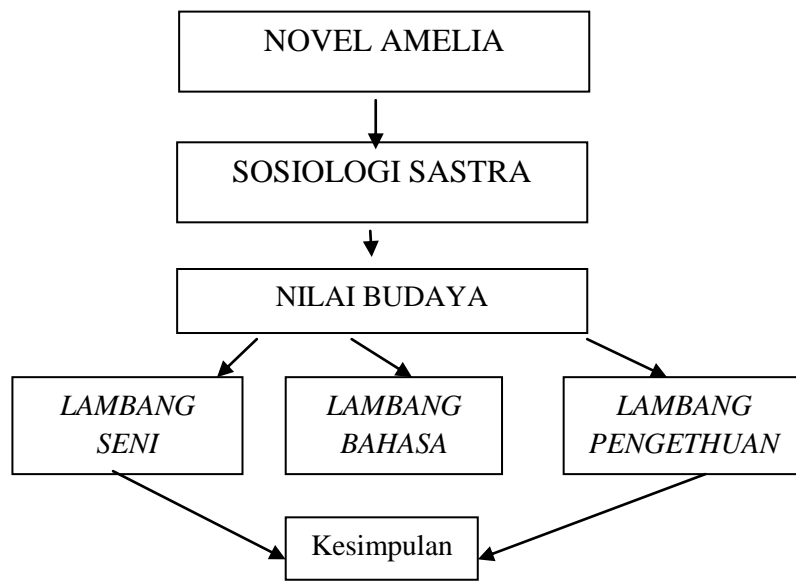 NOVEL AMELIA
SOSIOLOGI SASTRA
NILAI BUDAYA
LAMBANG
SENI
LAMBANG
BAHASA
LAMBANG
PENGETHUAN
Kesimpulan